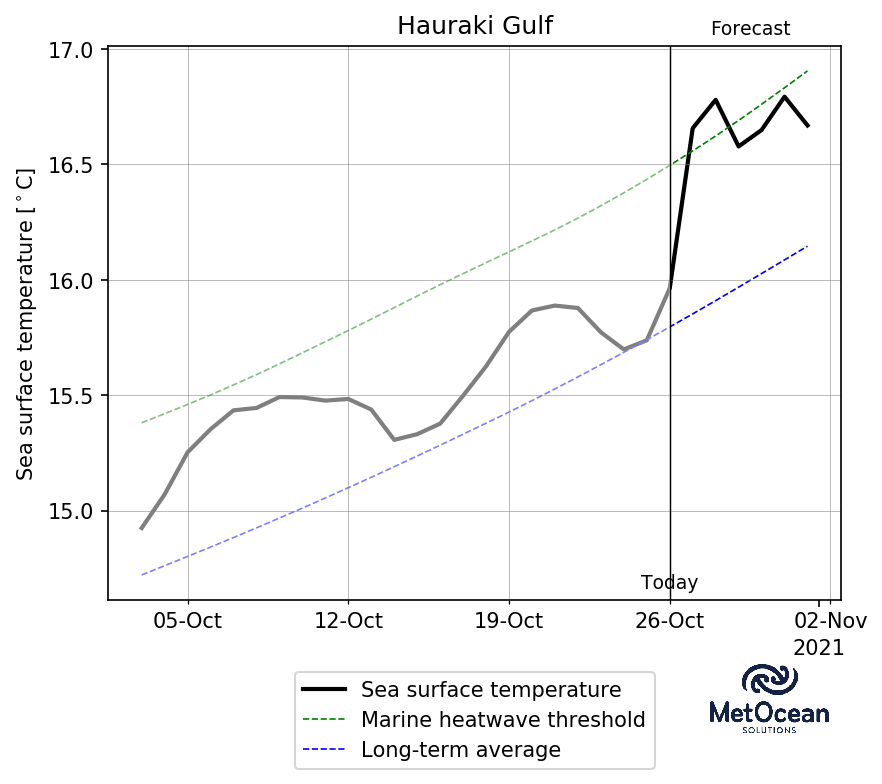 Hauraki Gulf
Forecast
17.0
16.5
16.0
15.5
15.0
Sea surface temperature [°C]
Today
05-Oct 12-Oct 19-Oct 26-Oct 02-Nov
2021
Sea surface temperature
Marine heatwave threshold
Long-term average
MetOcean
SOLUTIONS